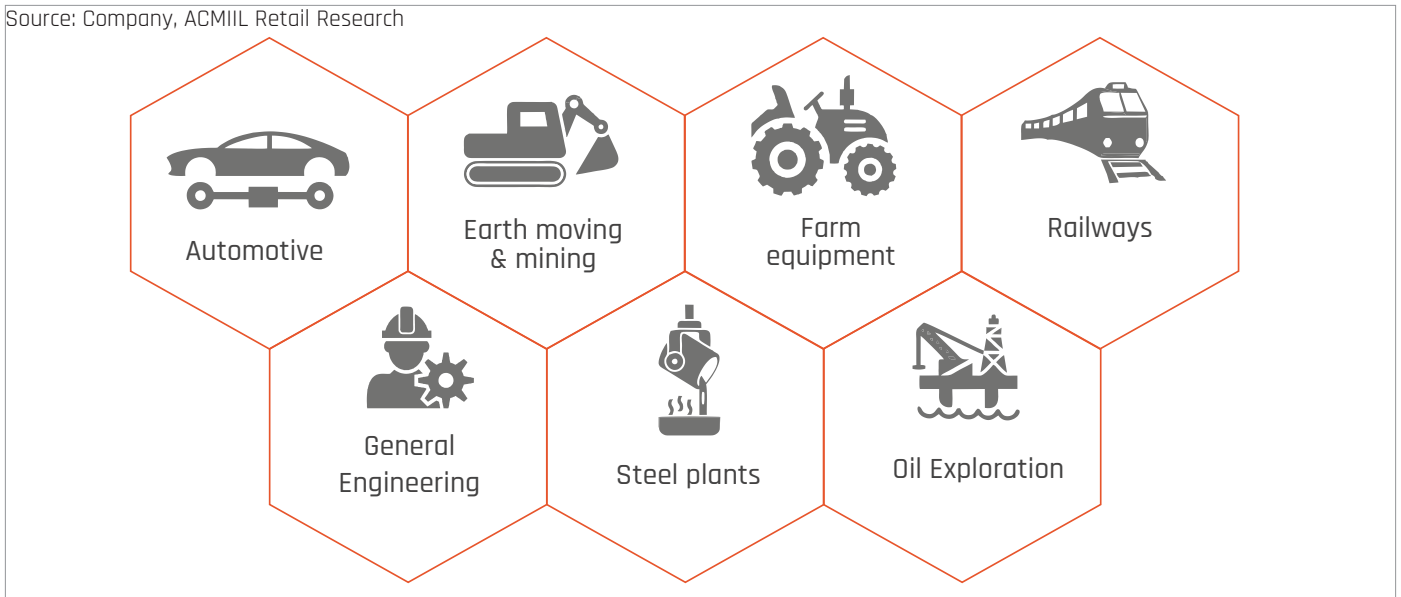 Source: Company, ACMIIL Retail Research
Automotive
Earth moving
& mining
Farm
equipment
Railways
General
Engineering
Steel plants
Oil Exploration